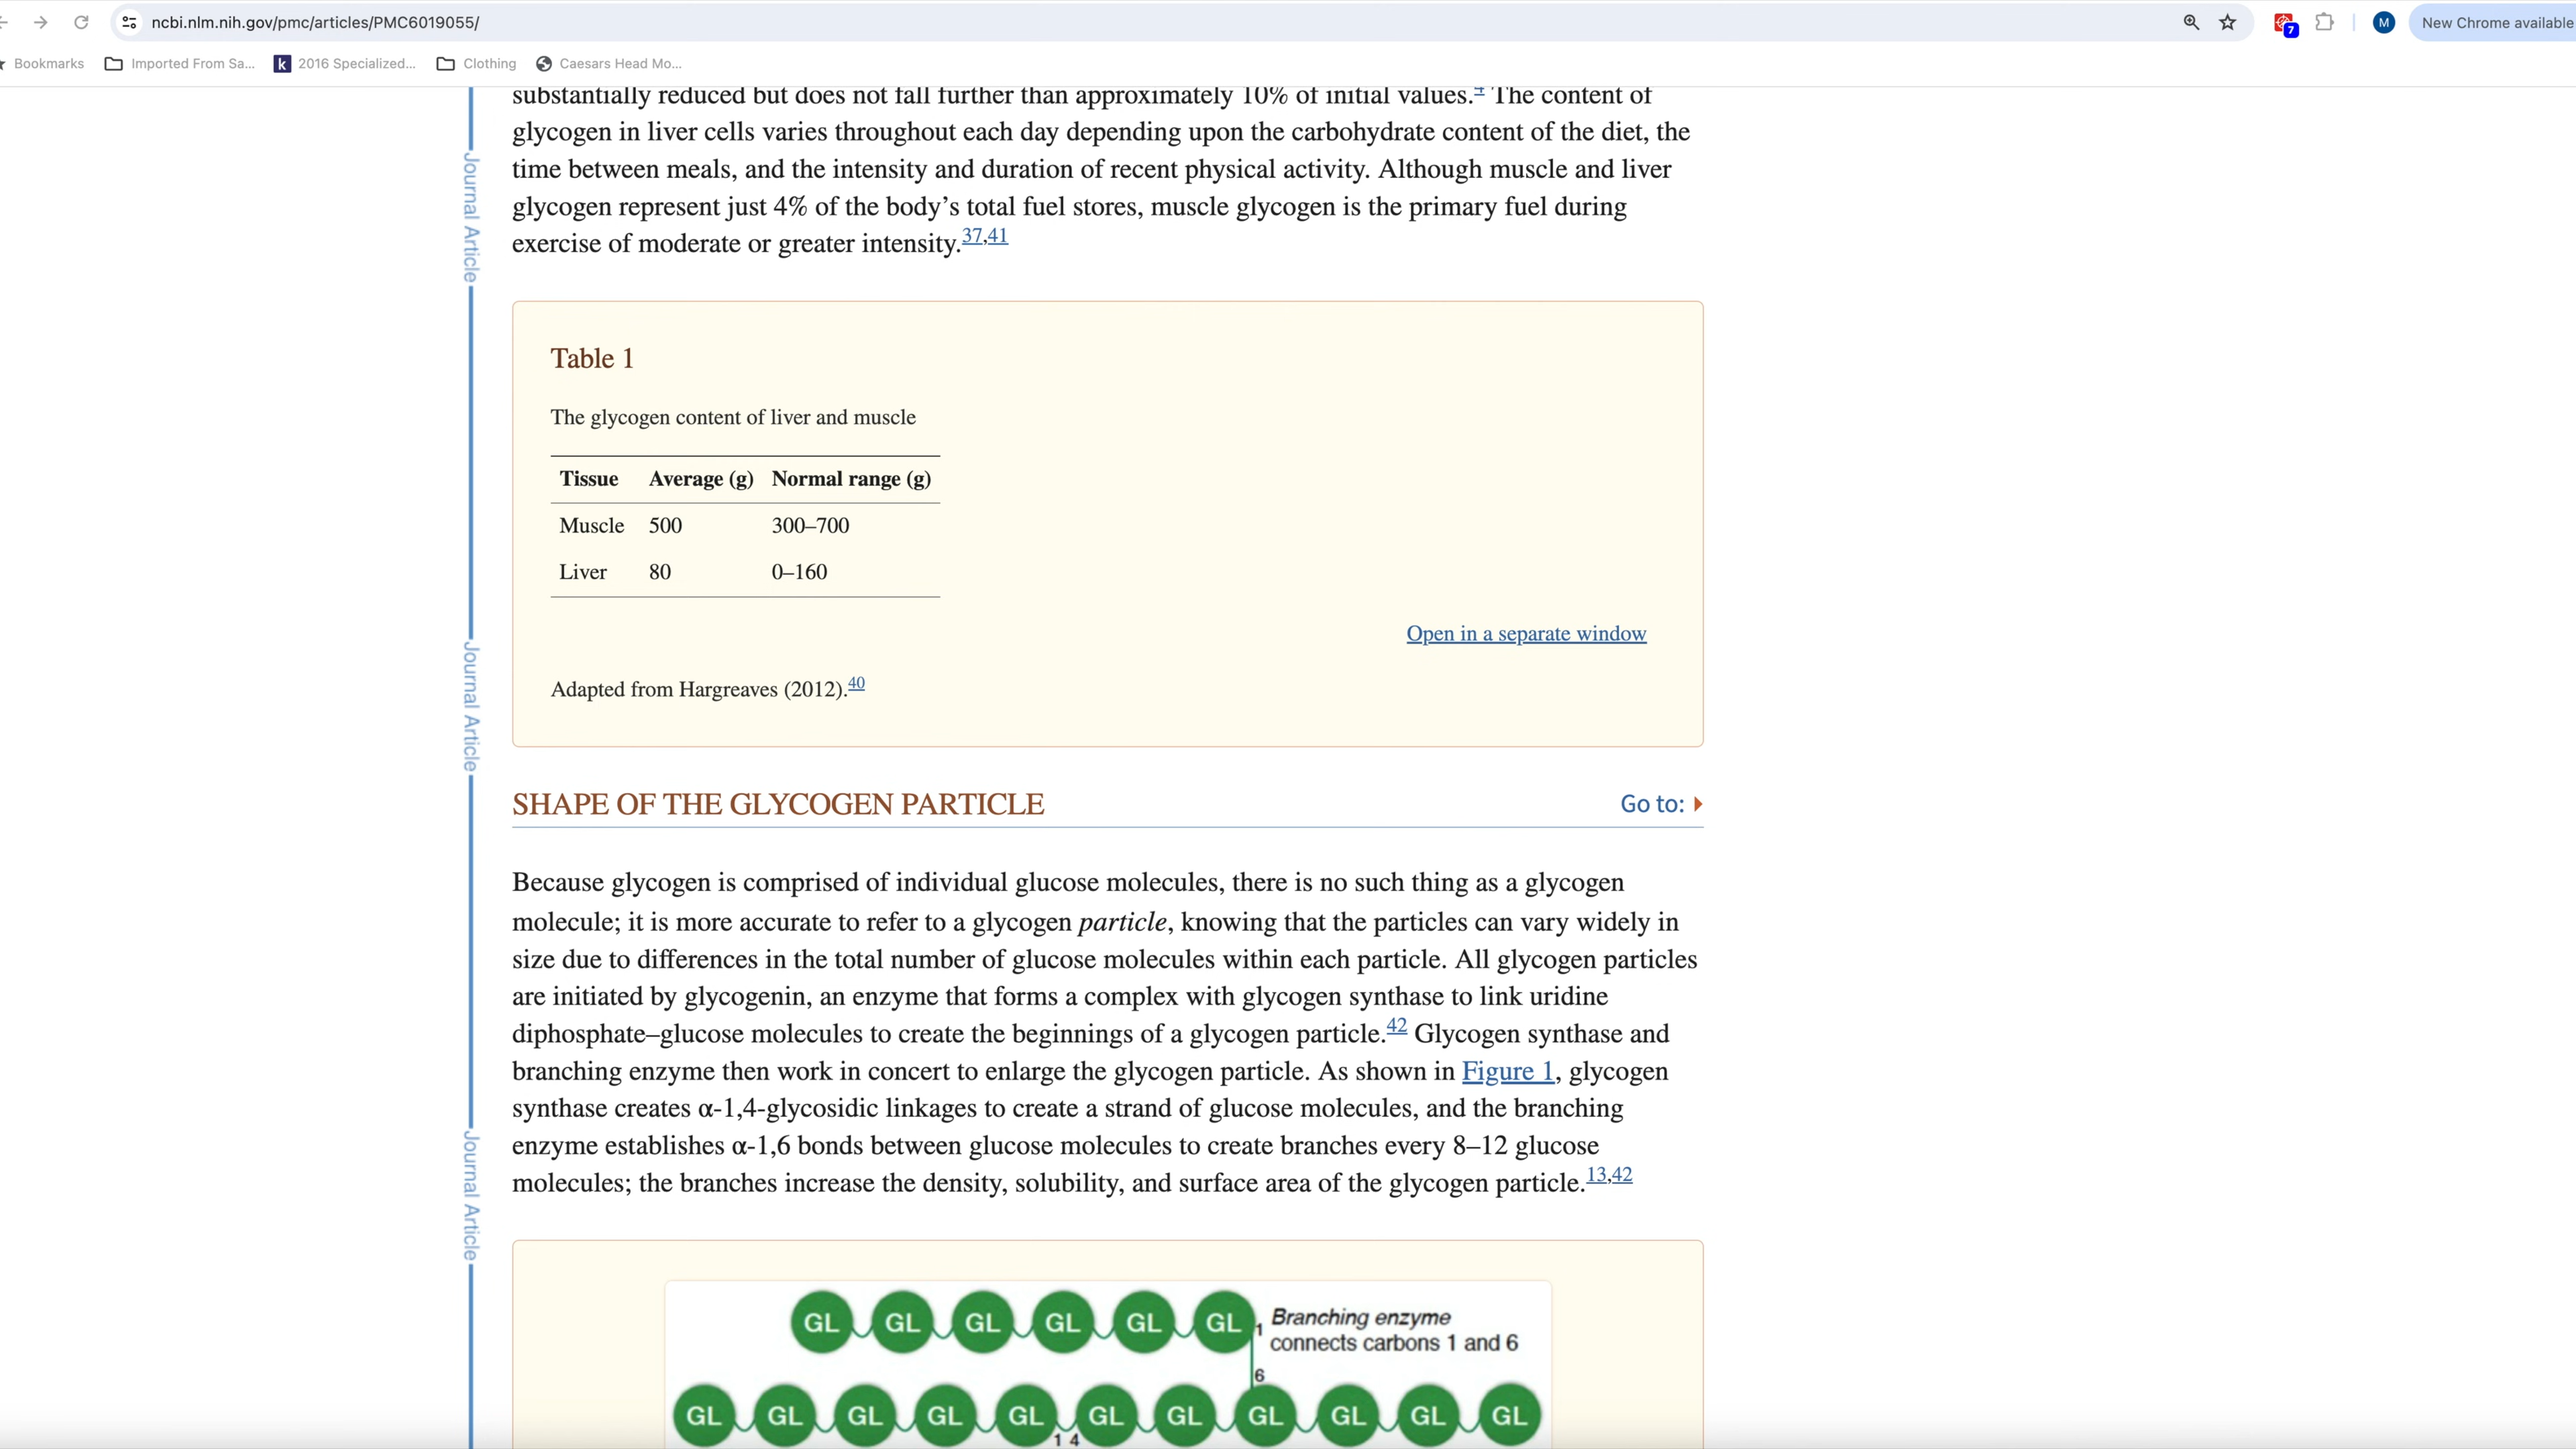 ncbi.nlm.nih.gov/pmc/articles/PMC6019055/
7
M
New Chrome available
Bookmarks
Imported From Sa...
k
2016 Specialized...
Clothing
Caesars Head Mo...
substantially reduced but does not fall further than approximately 10% of initial values.4 The content of
glycogen in liver cells varies throughout each day depending upon the carbohydrate content of the diet, the
time between meals, and the intensity and duration of recent physical activity. Although muscle and liver
glycogen represent just 4% of the body’s total fuel stores, muscle glycogen is the primary fuel during
exercise of moderate or greater intensity.37,41
Journal Article
Table 1
The glycogen content of liver and muscle
Tissue Average (g) Normal range (g)
Muscle 500 300–700
Liver 80 0–160
Open in a separate window
Adapted from Hargreaves (2012).40
Journal Article
SHAPE OF THE GLYCOGEN PARTICLE
Go to:
Because glycogen is comprised of individual glucose molecules, there is no such thing as a glycogen
molecule; it is more accurate to refer to a glycogen particle, knowing that the particles can vary widely in
size due to differences in the total number of glucose molecules within each particle. All glycogen particles
are initiated by glycogenin, an enzyme that forms a complex with glycogen synthase to link uridine
diphosphate–glucose molecules to create the beginnings of a glycogen particle.42 Glycogen synthase and
branching enzyme then work in concert to enlarge the glycogen particle. As shown in Figure 1, glycogen
synthase creates α-1,4-glycosidic linkages to create a strand of glucose molecules, and the branching
enzyme establishes α-1,6 bonds between glucose molecules to create branches every 8–12 glucose
molecules; the branches increase the density, solubility, and surface area of the glycogen particle.13,42
Journal Article
GL GL GL GL GL GL 1
Branching enzyme
connects carbons 1 and 6
6
GL GL GL GL GL GL GL GL GL GL GL
1 4